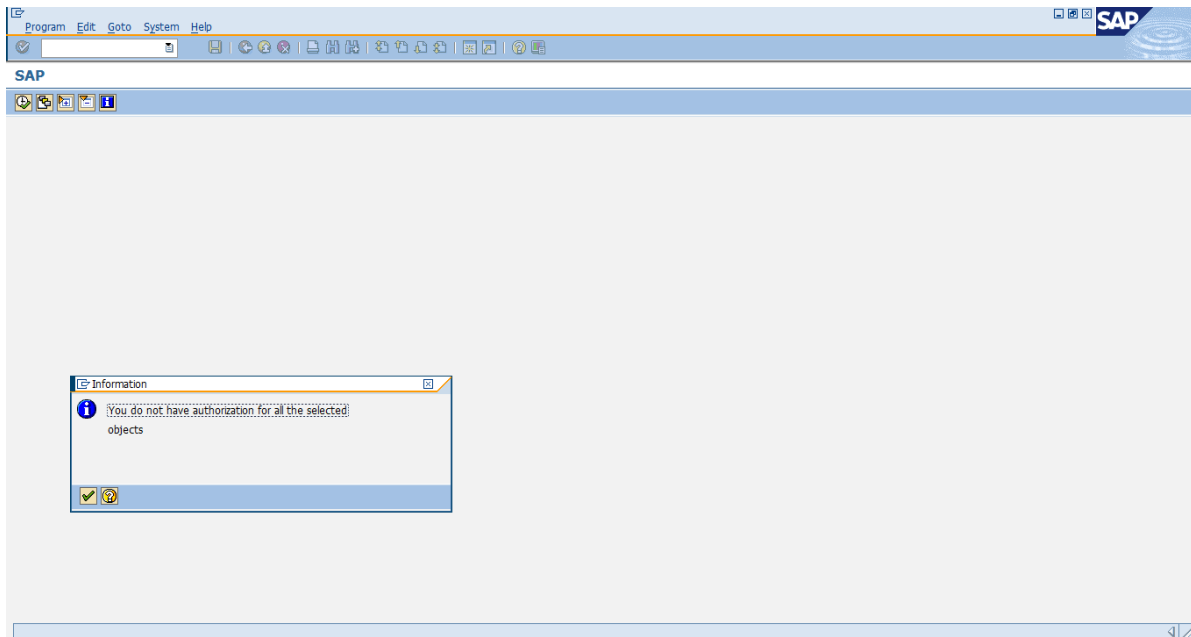 Program Edit Goto System Help
SAP
SAP
Information
You do not have authorization for all the selected
objects